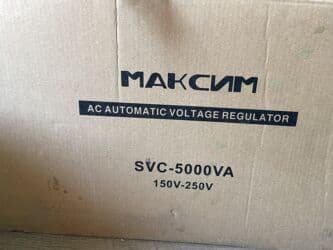 МАКСИМ
AC AUTOMATIC VOLTAGE REGULATOR
SVC-5000VA
150V-250V